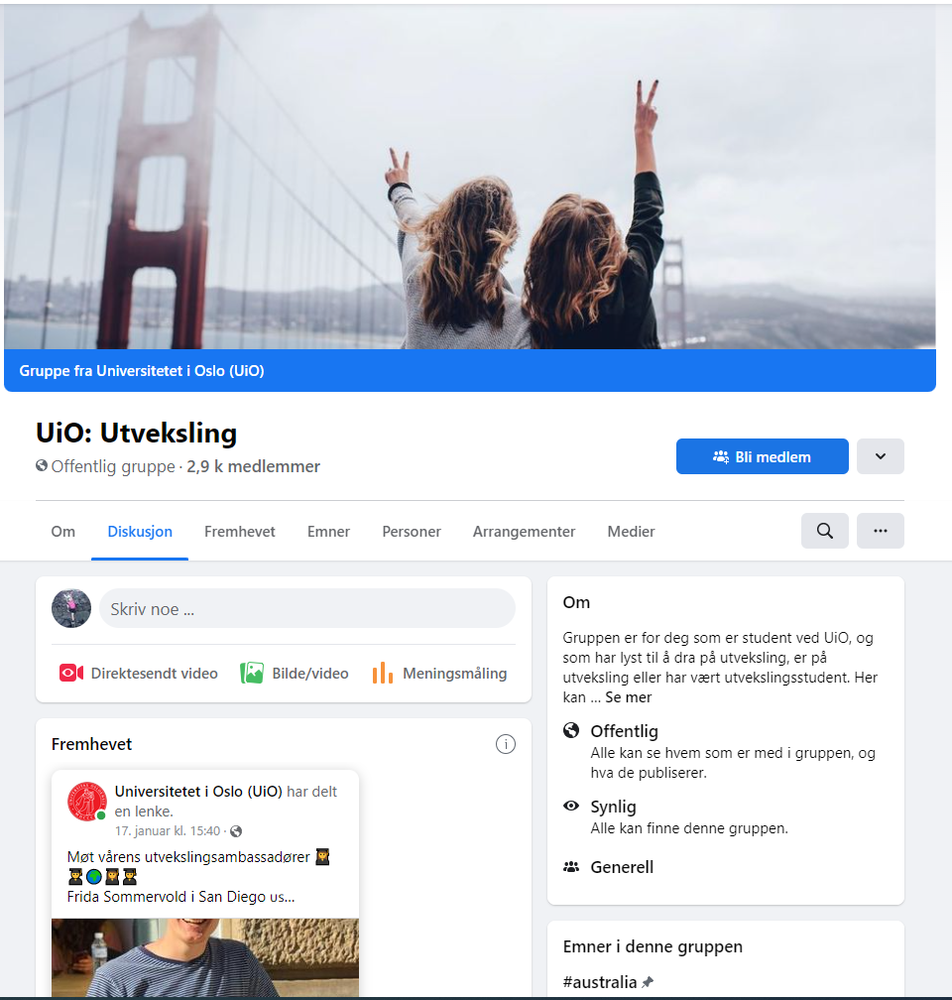 Gruppe fra Universitetet i Oslo (UiO)
UiO: Utveksling
Offentlig gruppe · 2,9 k medlemmer
Bli medlem
Om
Diskusjon
Fremhevet
Emner
Personer
Arrangementer
Medier
Skriv noe ...
Direktesendt video
Bilde/video
Meningsmåling
Fremhevet
Universitetet i Oslo (UiO) har delt
en lenke.
17. januar kl. 15:40 ·
Møt vårens utvekslingsambassadører 👩‍🎓
👩‍🎓🌍👩‍🎓👩‍🎓
Frida Sommervold i San Diego us...
Om
Gruppen er for deg som er student ved UiO, og
som har lyst til å dra på utveksling, er på
utveksling eller har vært utvekslingsstudent. Her
kan ... Se mer
Offentlig
Alle kan se hvem som er med i gruppen, og
hva de publiserer.
Synlig
Alle kan finne denne gruppen.
Generell
Emner i denne gruppen
#australia